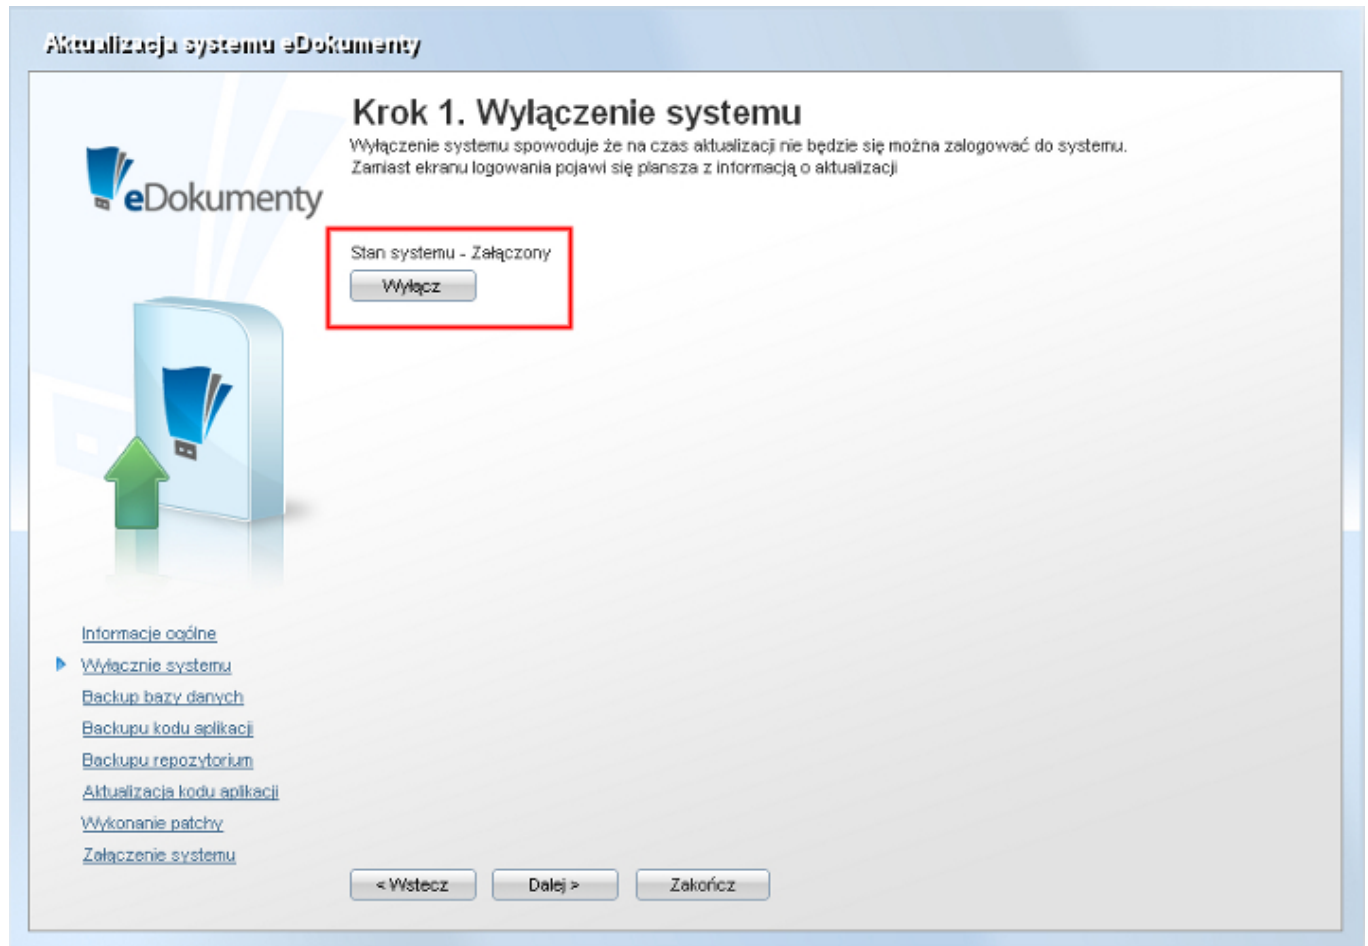 Aktualizacja systemu eDokumenty
Krok 1. Wyłączenie systemu
Wyłączenie systemu spowoduje że na czas aktualizacji nie będzie się można zalogować do systemu.
Zamiast ekranu logowania pojawi się plansza z informacją o aktualizacji
eDokumenty
Stan systemu - Załączony
Wyłącz
Informacje ogólne
Wyłącznie systemu
Backup bazy danych
Backupu kodu aplikacji
Backupu repozytorium
Aktualizacja kodu aplikacji
Wykonanie patchy
Załączenie systemu
< Wstecz Dalej > Zakończ